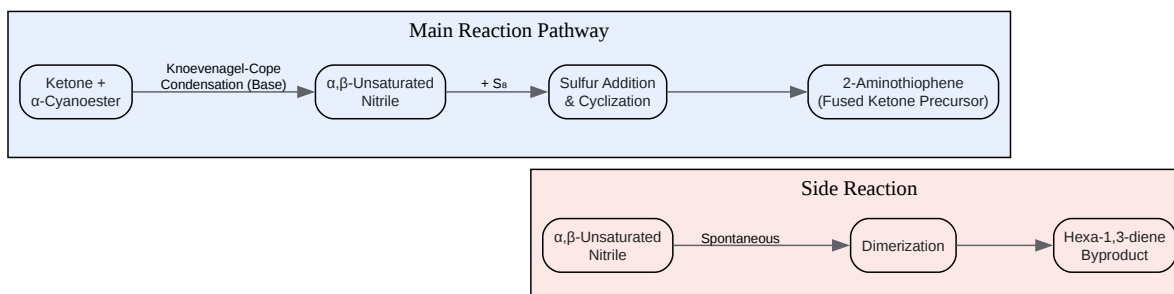 Main Reaction Pathway
Ketone +
α-Cyanoester
Knoevenagel-Cope
Condensation (Base)
α,β-Unsaturated
Nitrile
+ S₈
Sulfur Addition
& Cyclization
2-Aminothiophene
(Fused Ketone Precursor)
Side Reaction
α,β-Unsaturated
Nitrile
Spontaneous
Dimerization
Hexa-1,3-diene
Byproduct